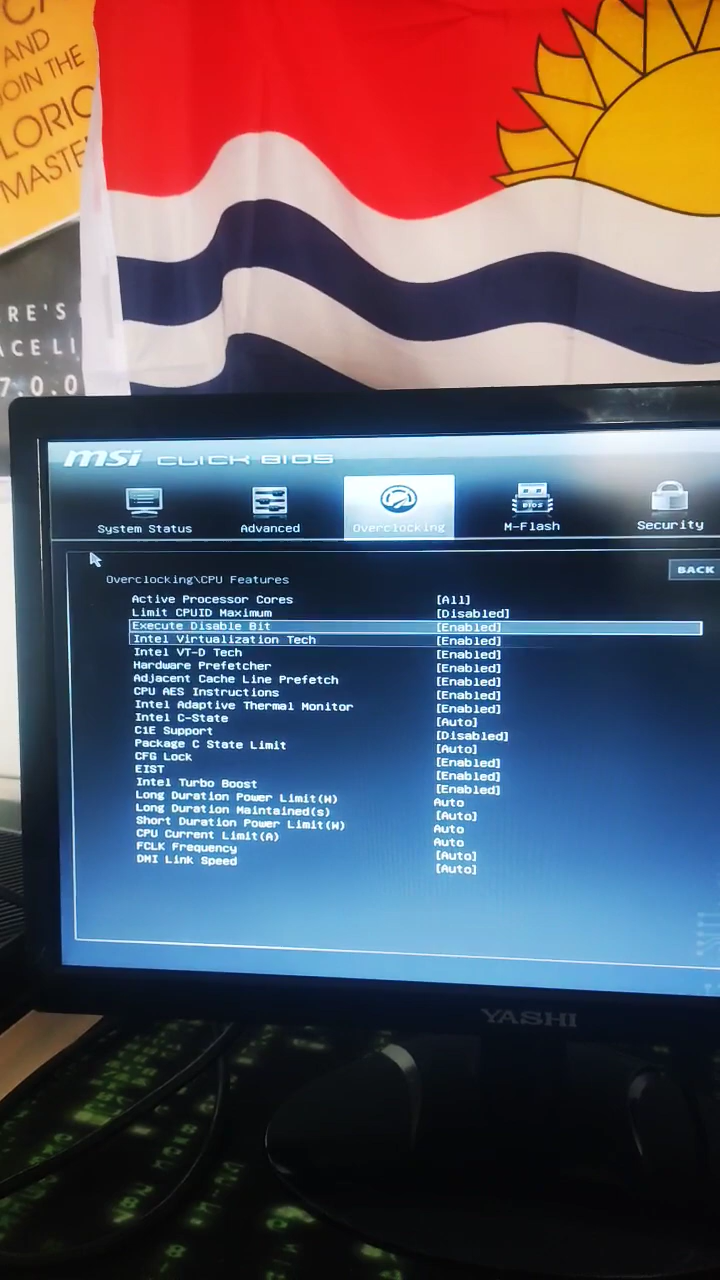 AND
OIN THE
LORIC
MASTE
RE'S
ACELI
7.0.0
msi CLICK BIOS
System Status
Advanced
Overclocking
M-Flash
BIOS
Security
BACK
Overclocking\CPU Features
Active Processor Cores [All]
Limit CPUID Maximum [Disabled]
Execute Disable Bit [Enabled]
Intel Virtualization Tech [Enabled]
Intel VT-D Tech [Enabled]
Hardware Prefetcher [Enabled]
Adjacent Cache Line Prefetch [Enabled]
CPU AES Instructions [Enabled]
Intel Adaptive Thermal Monitor [Enabled]
Intel C-State [Auto]
C1E Support [Disabled]
Package C State Limit [Auto]
CFG Lock [Enabled]
EIST [Enabled]
Intel Turbo Boost [Enabled]
Long Duration Power Limit(W) Auto
Long Duration Maintained(s) [Auto]
Short Duration Power Limit(W) Auto
CPU Current Limit(A) Auto
FCLK Frequency [Auto]
DMI Link Speed [Auto]
YASHI